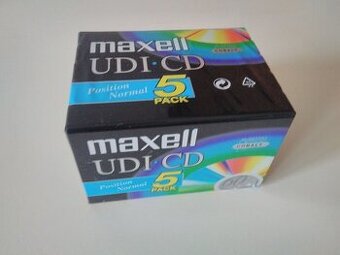 maxell
UDI·CD
Position
Normal
5
PACK
maxell
UDI·CD
Position
Normal
5
PACK